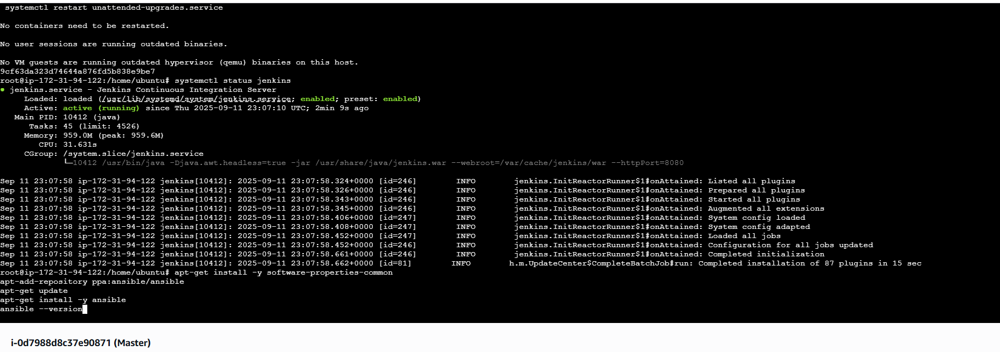 systemctl restart unattended-upgrades.service
No containers need to be restarted.
No user sessions are running outdated binaries.
No VM guests are running outdated hypervisor (qemu) binaries on this host.
9cf63da323d74644a876fd5b838e9be7
root@ip-172-31-94-122:/home/ubuntu# systemctl status jenkins
● jenkins.service - Jenkins Continuous Integration Server
Loaded: loaded (/usr/lib/systemd/system/jenkins.service; enabled; preset: enabled)
Active: active (running) since Thu 2025-09-11 23:07:10 UTC; 2min 9s ago
Main PID: 10412 (java)
Tasks: 45 (limit: 4526)
Memory: 959.0M (peak: 959.6M)
CPU: 31.631s
CGroup: /system.slice/jenkins.service
└─10412 /usr/bin/java -Djava.awt.headless=true -jar /usr/share/java/jenkins.war --webroot=/var/cache/jenkins/war --httpPort=8080
Sep 11 23:07:58 ip-172-31-94-122 jenkins[10412]: 2025-09-11 23:07:58.324+0000 [id=246] INFO jenkins.InitReactorRunner$1#onAttained: Listed all plugins
Sep 11 23:07:58 ip-172-31-94-122 jenkins[10412]: 2025-09-11 23:07:58.326+0000 [id=246] INFO jenkins.InitReactorRunner$1#onAttained: Prepared all plugins
Sep 11 23:07:58 ip-172-31-94-122 jenkins[10412]: 2025-09-11 23:07:58.343+0000 [id=246] INFO jenkins.InitReactorRunner$1#onAttained: Started all plugins
Sep 11 23:07:58 ip-172-31-94-122 jenkins[10412]: 2025-09-11 23:07:58.345+0000 [id=246] INFO jenkins.InitReactorRunner$1#onAttained: Augmented all extensions
Sep 11 23:07:58 ip-172-31-94-122 jenkins[10412]: 2025-09-11 23:07:58.406+0000 [id=247] INFO jenkins.InitReactorRunner$1#onAttained: System config loaded
Sep 11 23:07:58 ip-172-31-94-122 jenkins[10412]: 2025-09-11 23:07:58.408+0000 [id=247] INFO jenkins.InitReactorRunner$1#onAttained: System config adapted
Sep 11 23:07:58 ip-172-31-94-122 jenkins[10412]: 2025-09-11 23:07:58.452+0000 [id=247] INFO jenkins.InitReactorRunner$1#onAttained: Loaded all jobs
Sep 11 23:07:58 ip-172-31-94-122 jenkins[10412]: 2025-09-11 23:07:58.452+0000 [id=246] INFO jenkins.InitReactorRunner$1#onAttained: Configuration for all jobs updated
Sep 11 23:07:58 ip-172-31-94-122 jenkins[10412]: 2025-09-11 23:07:58.661+0000 [id=246] INFO jenkins.InitReactorRunner$1#onAttained: Completed initialization
Sep 11 23:07:58 ip-172-31-94-122 jenkins[10412]: 2025-09-11 23:07:58.662+0000 [id=81] INFO h.m.UpdateCenter$CompleteBatchJob#run: Completed installation of 87 plugins in 15 sec
root@ip-172-31-94-122:/home/ubuntu# apt-get install -y software-properties-common
apt-add-repository ppa:ansible/ansible
apt-get update
apt-get install -y ansible
ansible --version
i-0d7988d8c37e90871 (Master)